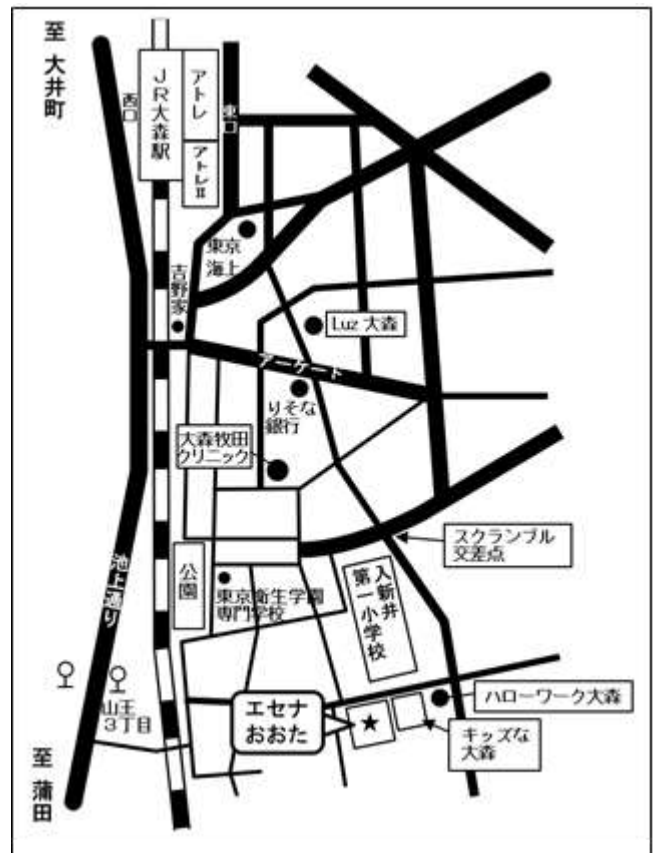 至 大井町
西口
JR大森駅
アトレ
アトレⅡ
東口
東京
海上
吉野家
Luz 大森
アーケード
りそな
銀行
大森牧田
クリニック
スクランブル
交差点
池上通り
公園
東京衛生学園
専門学校
入新井
第一小学校
山王
3丁目
エセナ
おおた
ハローワーク大森
キッズな
大森
至 蒲田